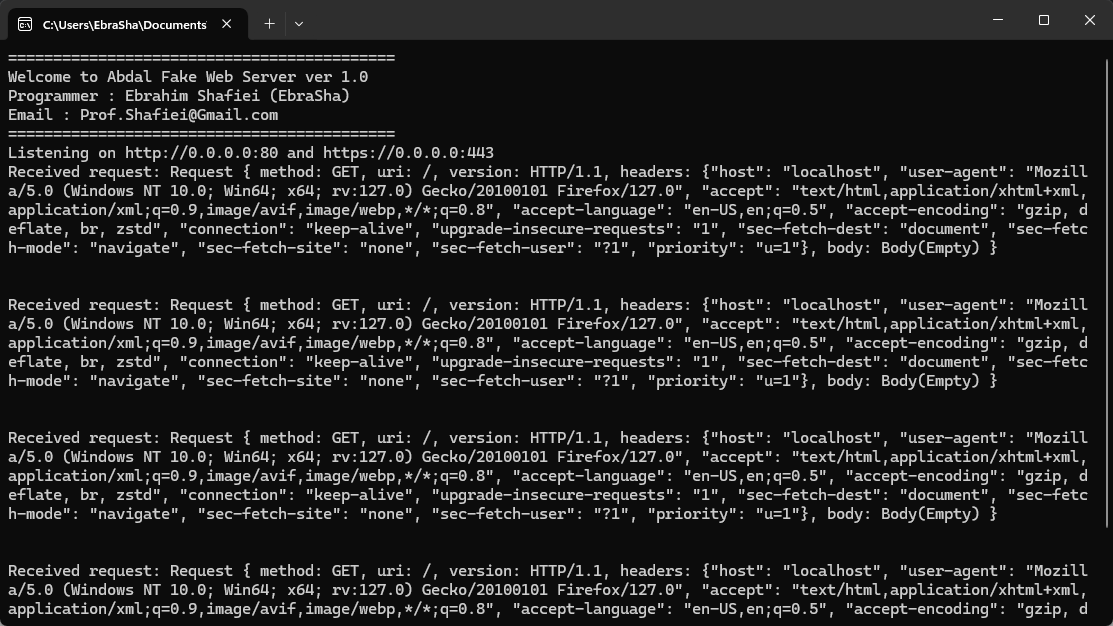 C:\Users\EbraSha\Documents
==========================================
Welcome to Abdal Fake Web Server ver 1.0
Programmer : Ebrahim Shafiei (EbraSha)
Email : Prof.Shafiei@Gmail.com
==========================================
Listening on http://0.0.0.0:80 and https://0.0.0.0:443
Received request: Request { method: GET, uri: /, version: HTTP/1.1, headers: {"host": "localhost", "user-agent": "Mozill
a/5.0 (Windows NT 10.0; Win64; x64; rv:127.0) Gecko/20100101 Firefox/127.0", "accept": "text/html,application/xhtml+xml,
application/xml;q=0.9,image/avif,image/webp,*/*;q=0.8", "accept-language": "en-US,en;q=0.5", "accept-encoding": "gzip, d
eflate, br, zstd", "connection": "keep-alive", "upgrade-insecure-requests": "1", "sec-fetch-dest": "document", "sec-fetc
h-mode": "navigate", "sec-fetch-site": "none", "sec-fetch-user": "?1", "priority": "u=1"}, body: Body(Empty) }
Received request: Request { method: GET, uri: /, version: HTTP/1.1, headers: {"host": "localhost", "user-agent": "Mozill
a/5.0 (Windows NT 10.0; Win64; x64; rv:127.0) Gecko/20100101 Firefox/127.0", "accept": "text/html,application/xhtml+xml,
application/xml;q=0.9,image/avif,image/webp,*/*;q=0.8", "accept-language": "en-US,en;q=0.5", "accept-encoding": "gzip, d
eflate, br, zstd", "connection": "keep-alive", "upgrade-insecure-requests": "1", "sec-fetch-dest": "document", "sec-fetc
h-mode": "navigate", "sec-fetch-site": "none", "sec-fetch-user": "?1", "priority": "u=1"}, body: Body(Empty) }
Received request: Request { method: GET, uri: /, version: HTTP/1.1, headers: {"host": "localhost", "user-agent": "Mozill
a/5.0 (Windows NT 10.0; Win64; x64; rv:127.0) Gecko/20100101 Firefox/127.0", "accept": "text/html,application/xhtml+xml,
application/xml;q=0.9,image/avif,image/webp,*/*;q=0.8", "accept-language": "en-US,en;q=0.5", "accept-encoding": "gzip, d
eflate, br, zstd", "connection": "keep-alive", "upgrade-insecure-requests": "1", "sec-fetch-dest": "document", "sec-fetc
h-mode": "navigate", "sec-fetch-site": "none", "sec-fetch-user": "?1", "priority": "u=1"}, body: Body(Empty) }
Received request: Request { method: GET, uri: /, version: HTTP/1.1, headers: {"host": "localhost", "user-agent": "Mozill
a/5.0 (Windows NT 10.0; Win64; x64; rv:127.0) Gecko/20100101 Firefox/127.0", "accept": "text/html,application/xhtml+xml,
application/xml;q=0.9,image/avif,image/webp,*/*;q=0.8", "accept-language": "en-US,en;q=0.5", "accept-encoding": "gzip, d